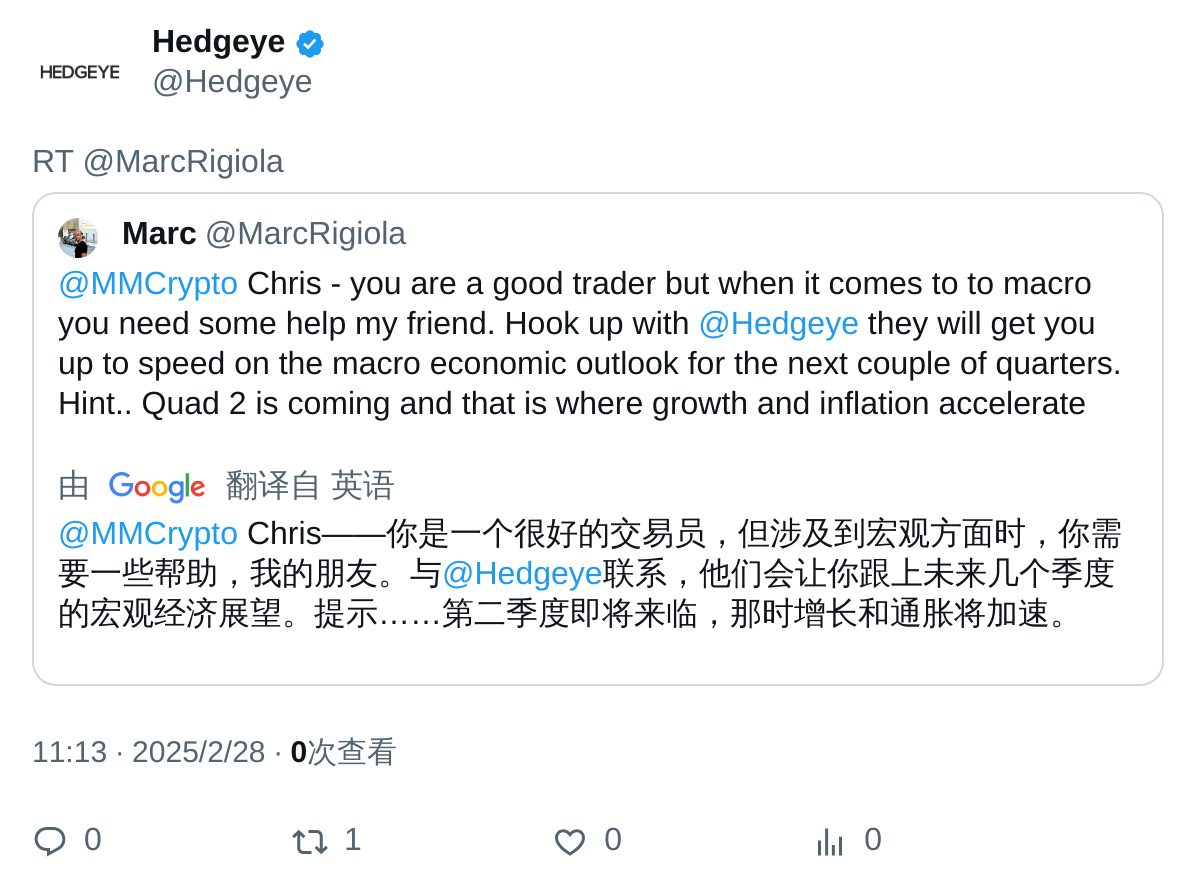 Hedgeye
HEDGEYE
@Hedgeye
RT @MarcRigiola
Marc @MarcRigiola
@MMCrypto Chris - you are a good trader but when it comes to to macro
you need some help my friend. Hook up with @Hedgeye they will get you
up to speed on the macro economic outlook for the next couple of quarters.
Hint.. Quad 2 is coming and that is where growth and inflation accelerate
由 Google 翻译自 英语
@MMCrypto Chris——你是一个很好的交易员，但涉及到宏观方面时，你需
要一些帮助，我的朋友。与@Hedgeye联系，他们会让你跟上未来几个季度
的宏观经济展望。提示……第二季度即将来临，那时增长和通胀将加速。
11:13 · 2025/2/28 · 0次查看
0 1 0 0